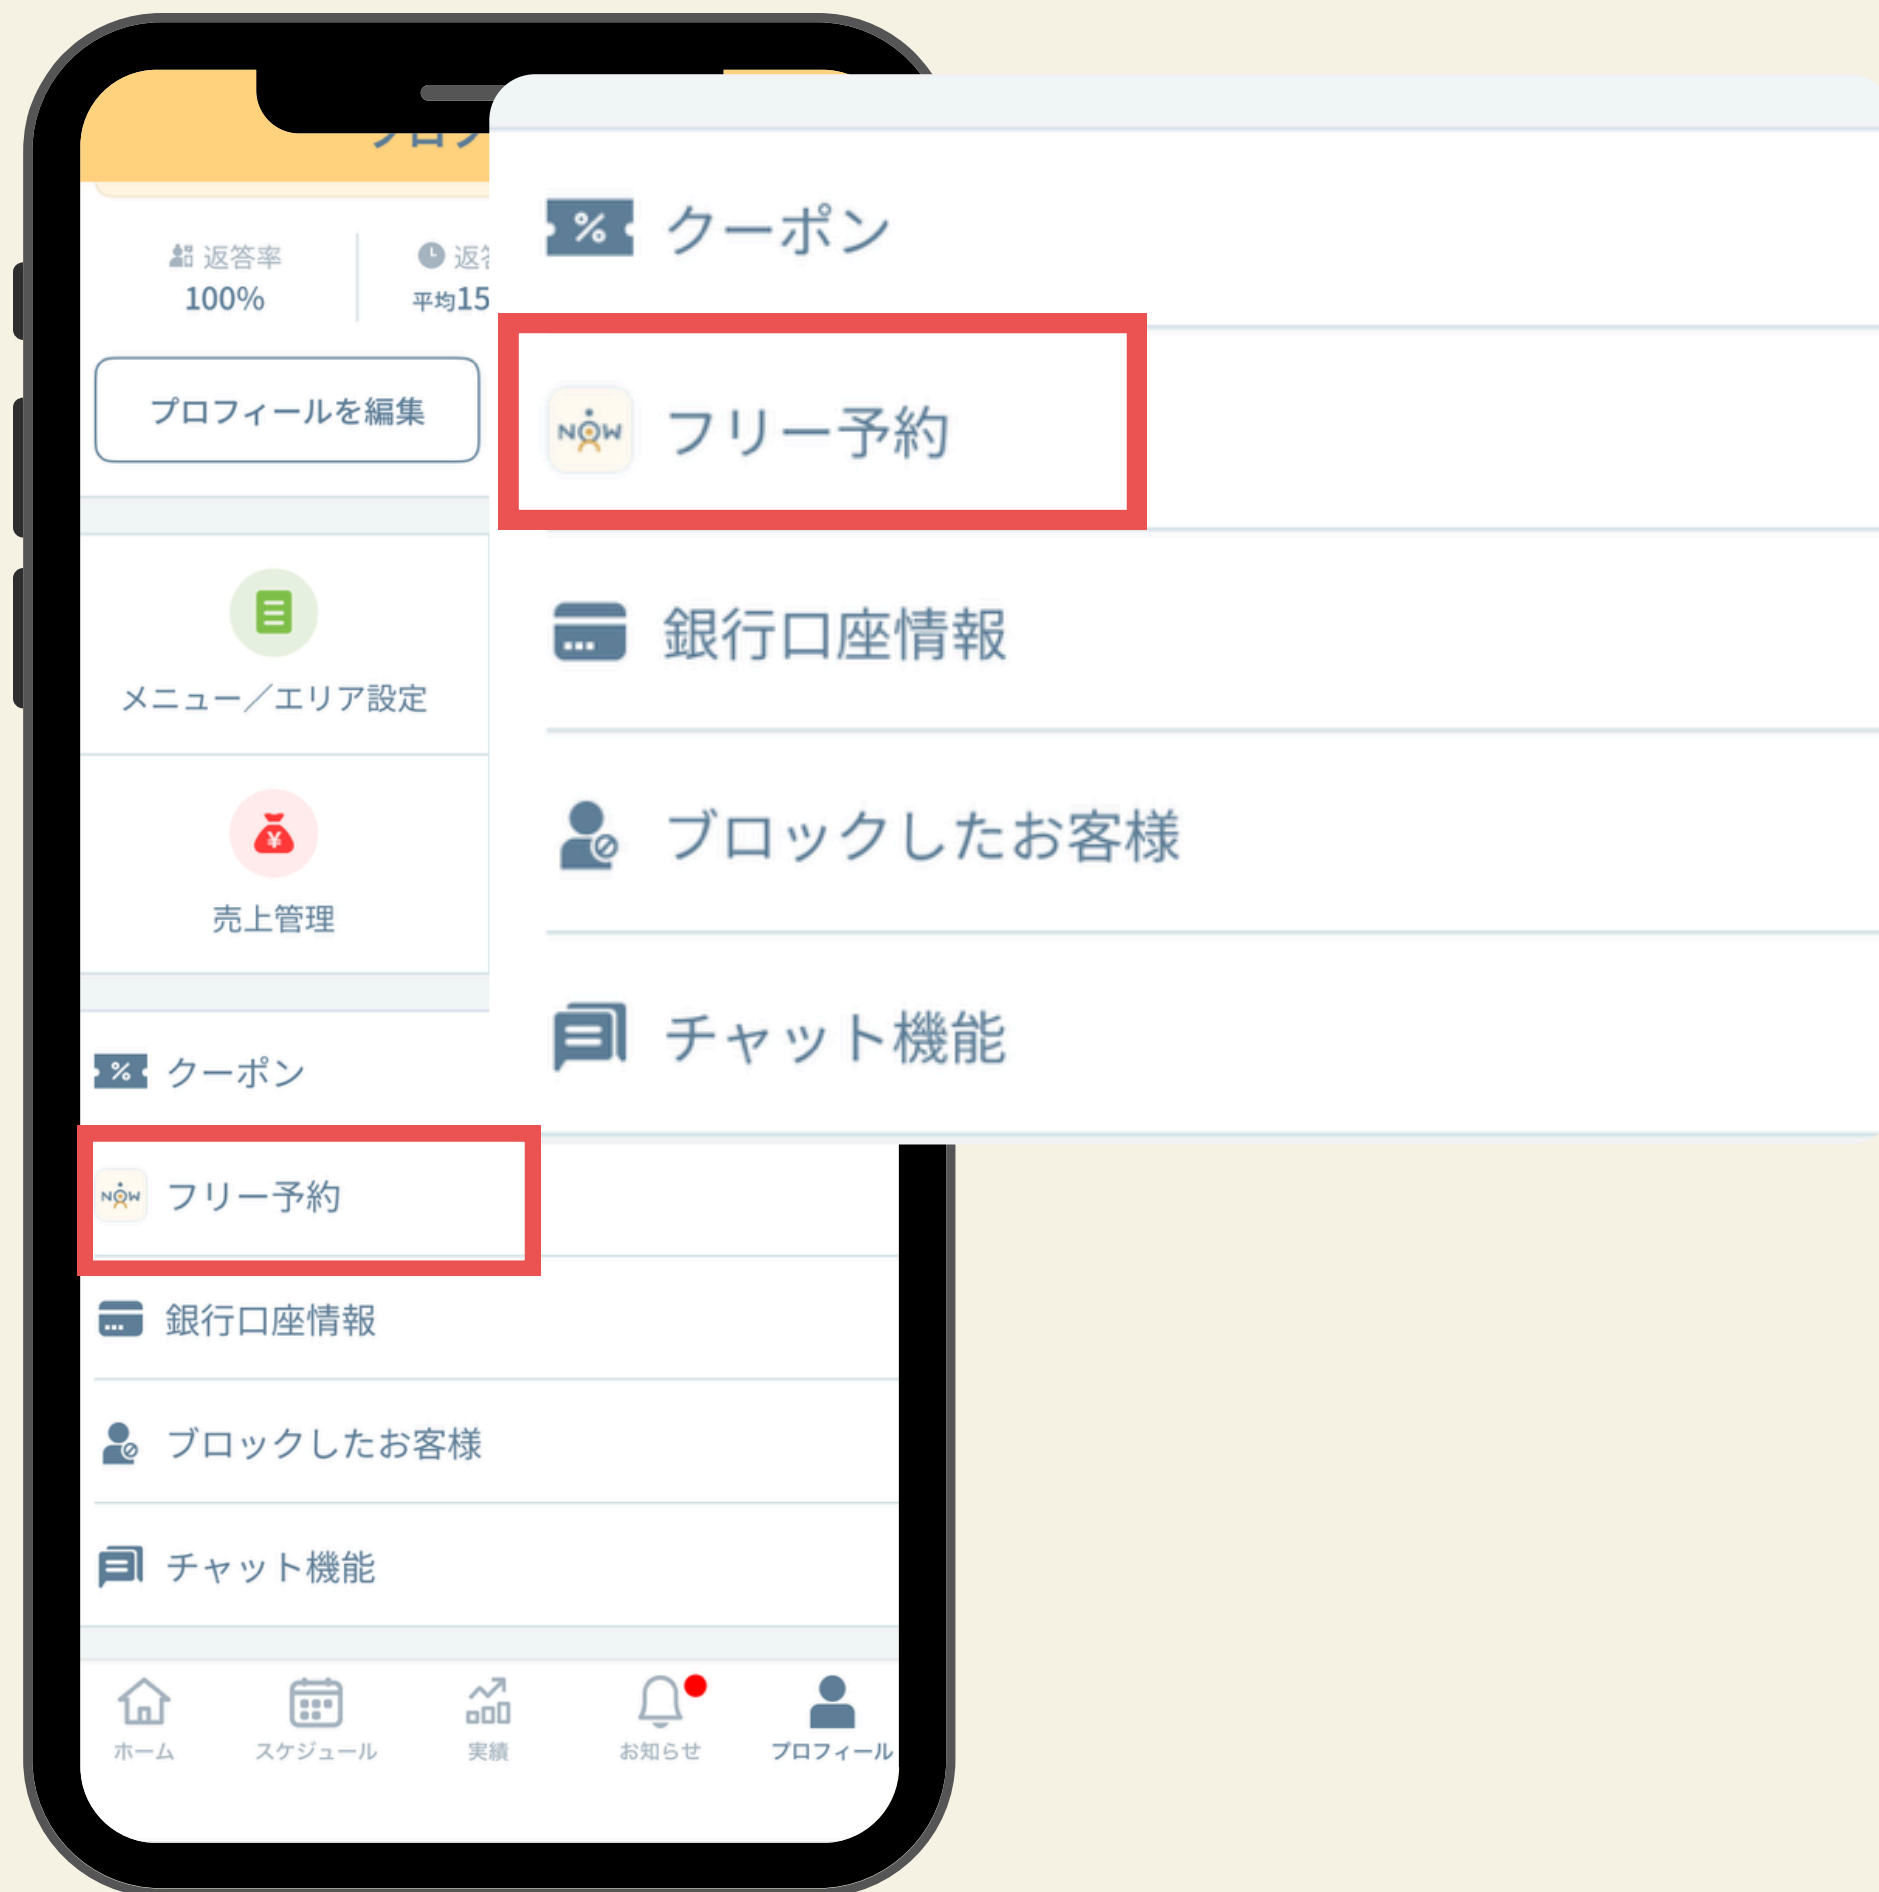 返答率
100%
平均15
プロフィールを編集
メニュー／エリア設定
¥
売上管理
% クーポン
NOW フリー予約
銀行口座情報
ブロックしたお客様
チャット機能
ホーム
スケジュール
実績
お知らせ
プロフィール
% クーポン
NOW フリー予約
銀行口座情報
ブロックしたお客様
チャット機能